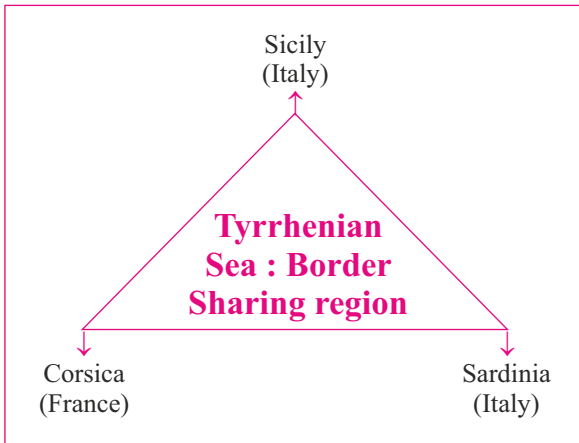 Sicily
(Italy)
Tyrrhenian
Sea : Border
Sharing region
Corsica
(France)
Sardinia
(Italy)